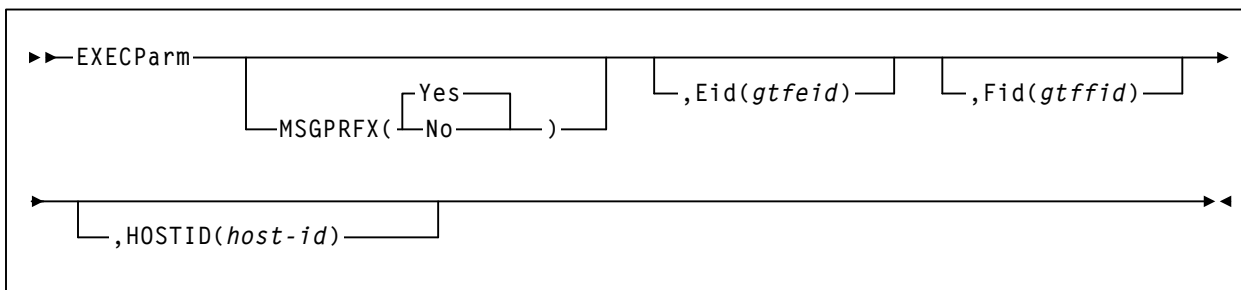 EXECParm
MSGPRFX( Yes No )
,Eid(gtfeid)
,Fid(gtffid)
,HOSTID(host-id)